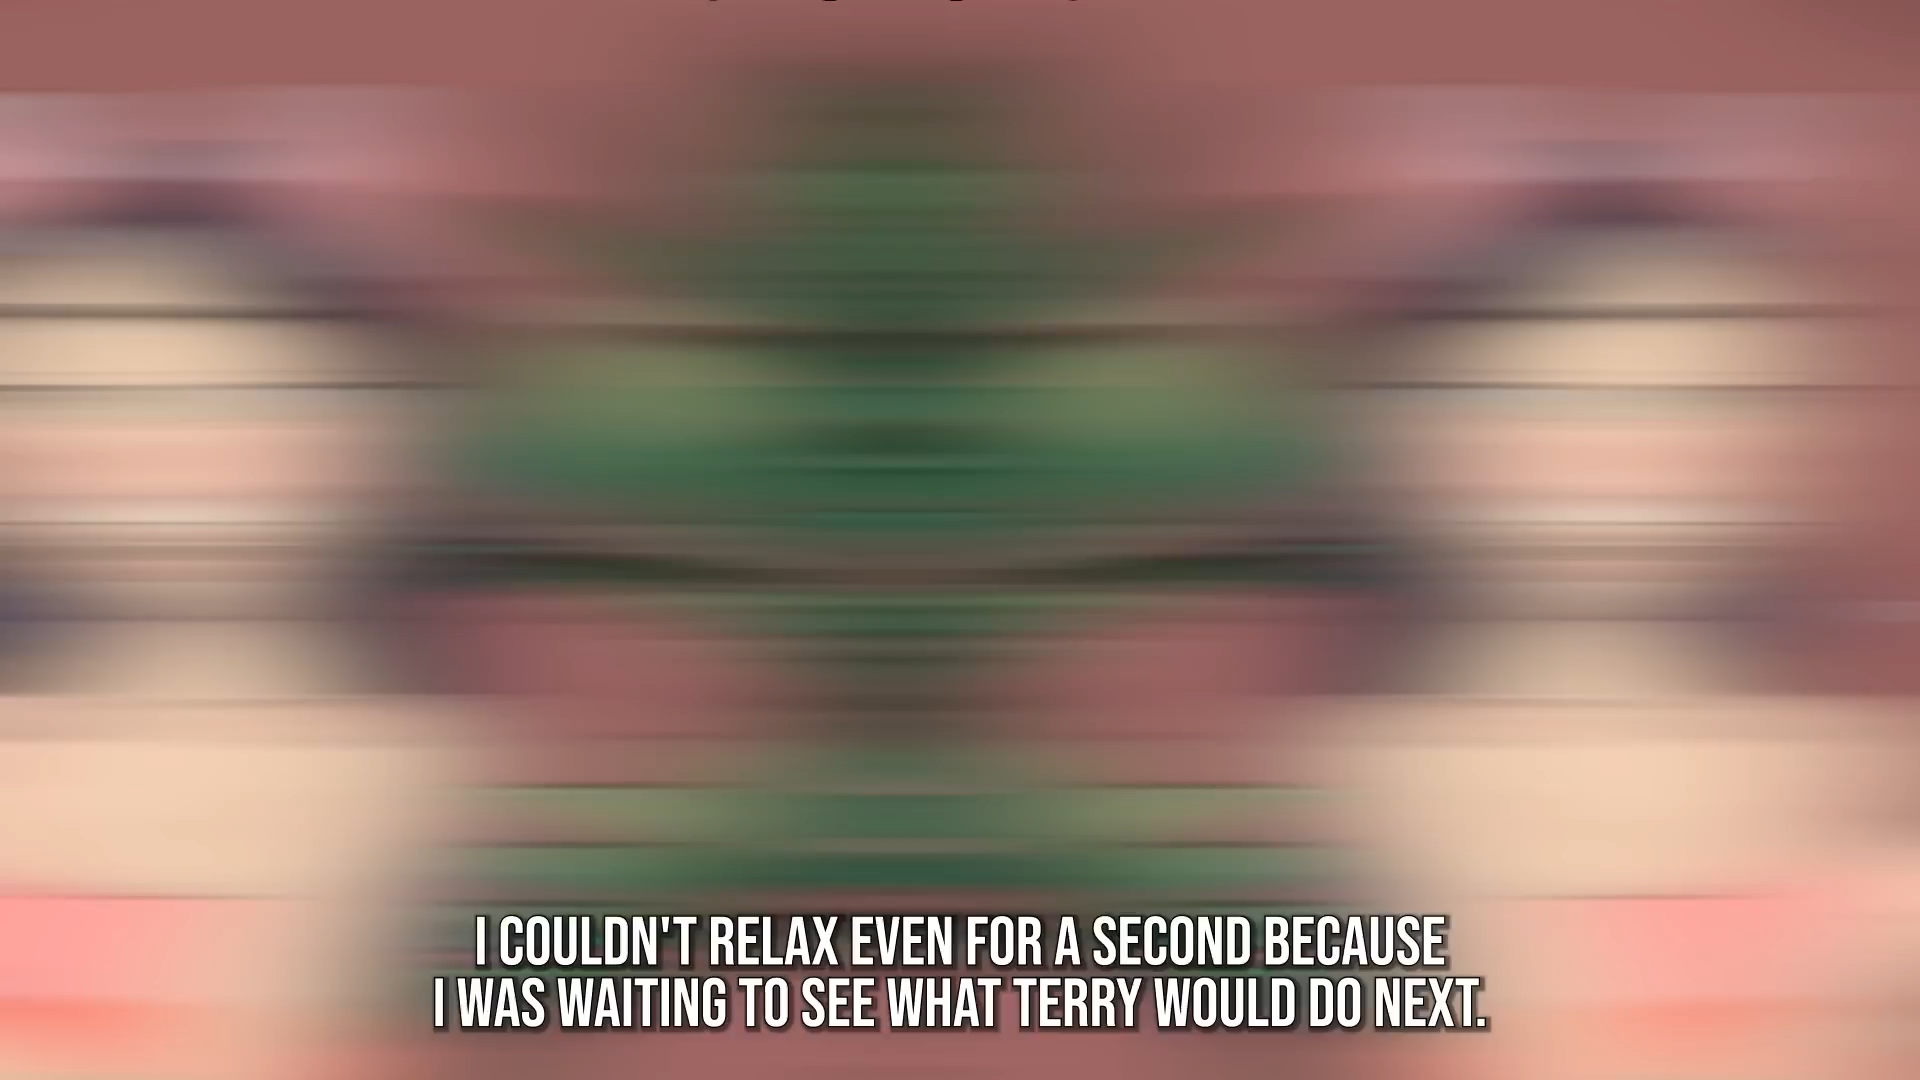 I COULDN'T RELAX EVEN FOR A SECOND BECAUSE
I WAS WAITING TO SEE WHAT TERRY WOULD DO NEXT.